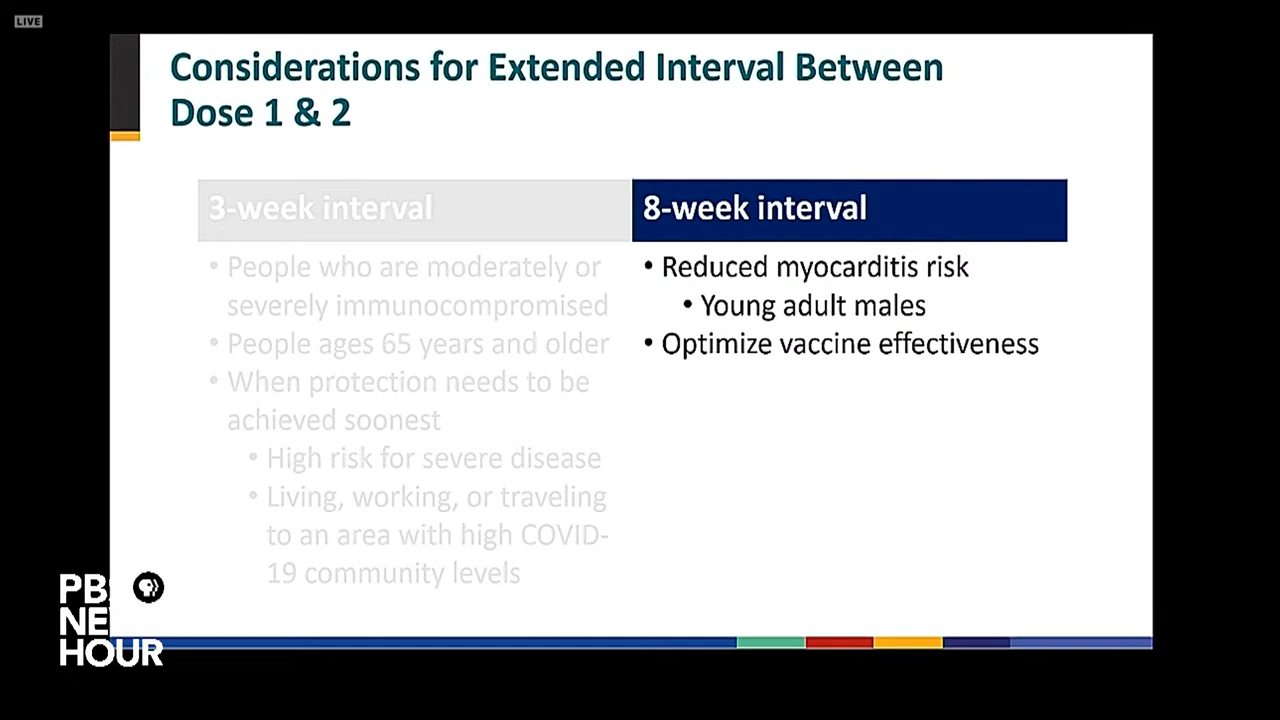 LIVE
Considerations for Extended Interval Between
Dose 1 & 2
3-week interval
• People who are moderately or
severely immunocompromised
• People ages 65 years and older
• When protection needs to be
achieved soonest
• High risk for severe disease
• Living, working, or traveling
to an area with high COVID-
19 community levels
8-week interval
• Reduced myocarditis risk
• Young adult males
• Optimize vaccine effectiveness
PB
NE
HOUR